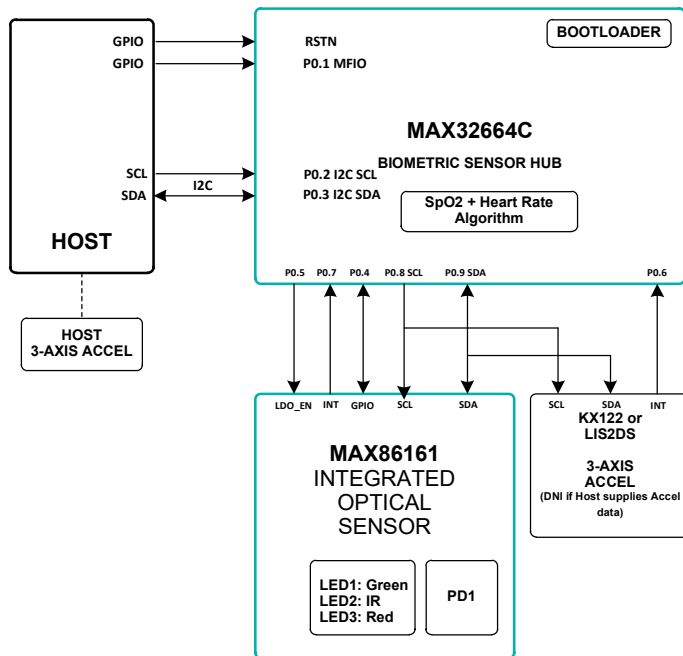 GPIO
GPIO
SCL
SDA
I2C
HOST
HOST
3-AXIS ACCEL
RSTN
P0.1 MFIO
BOOTLOADER
MAX32664C
BIOMETRIC SENSOR HUB
P0.2 I2C SCL
P0.3 I2C SDA
SpO2 + Heart Rate
Algorithm
P0.5 P0.7 P0.4 P0.8 SCL P0.9 SDA P0.6
LDO_EN INT GPIO SCL SDA
MAX86161
INTEGRATED
OPTICAL
SENSOR
LED1: Green
LED2: IR
LED3: Red
PD1
SCL SDA INT
KX122 or
LIS2DS
3-AXIS
ACCEL
(DNI if Host supplies Accel
data)